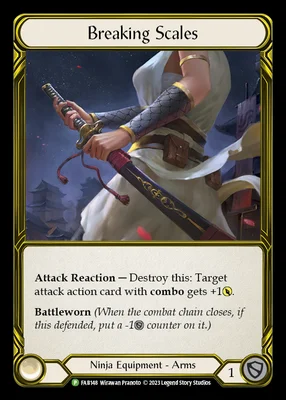 Breaking Scales
Attack Reaction — Destroy this: Target
attack action card with combo gets +1.
Battleworn (When the combat chain closes, if
this defended, put a -1 counter on it.)
Ninja Equipment - Arms
1
P FAB148 Wirawan Pranoto © 2023 Legend Story Studios